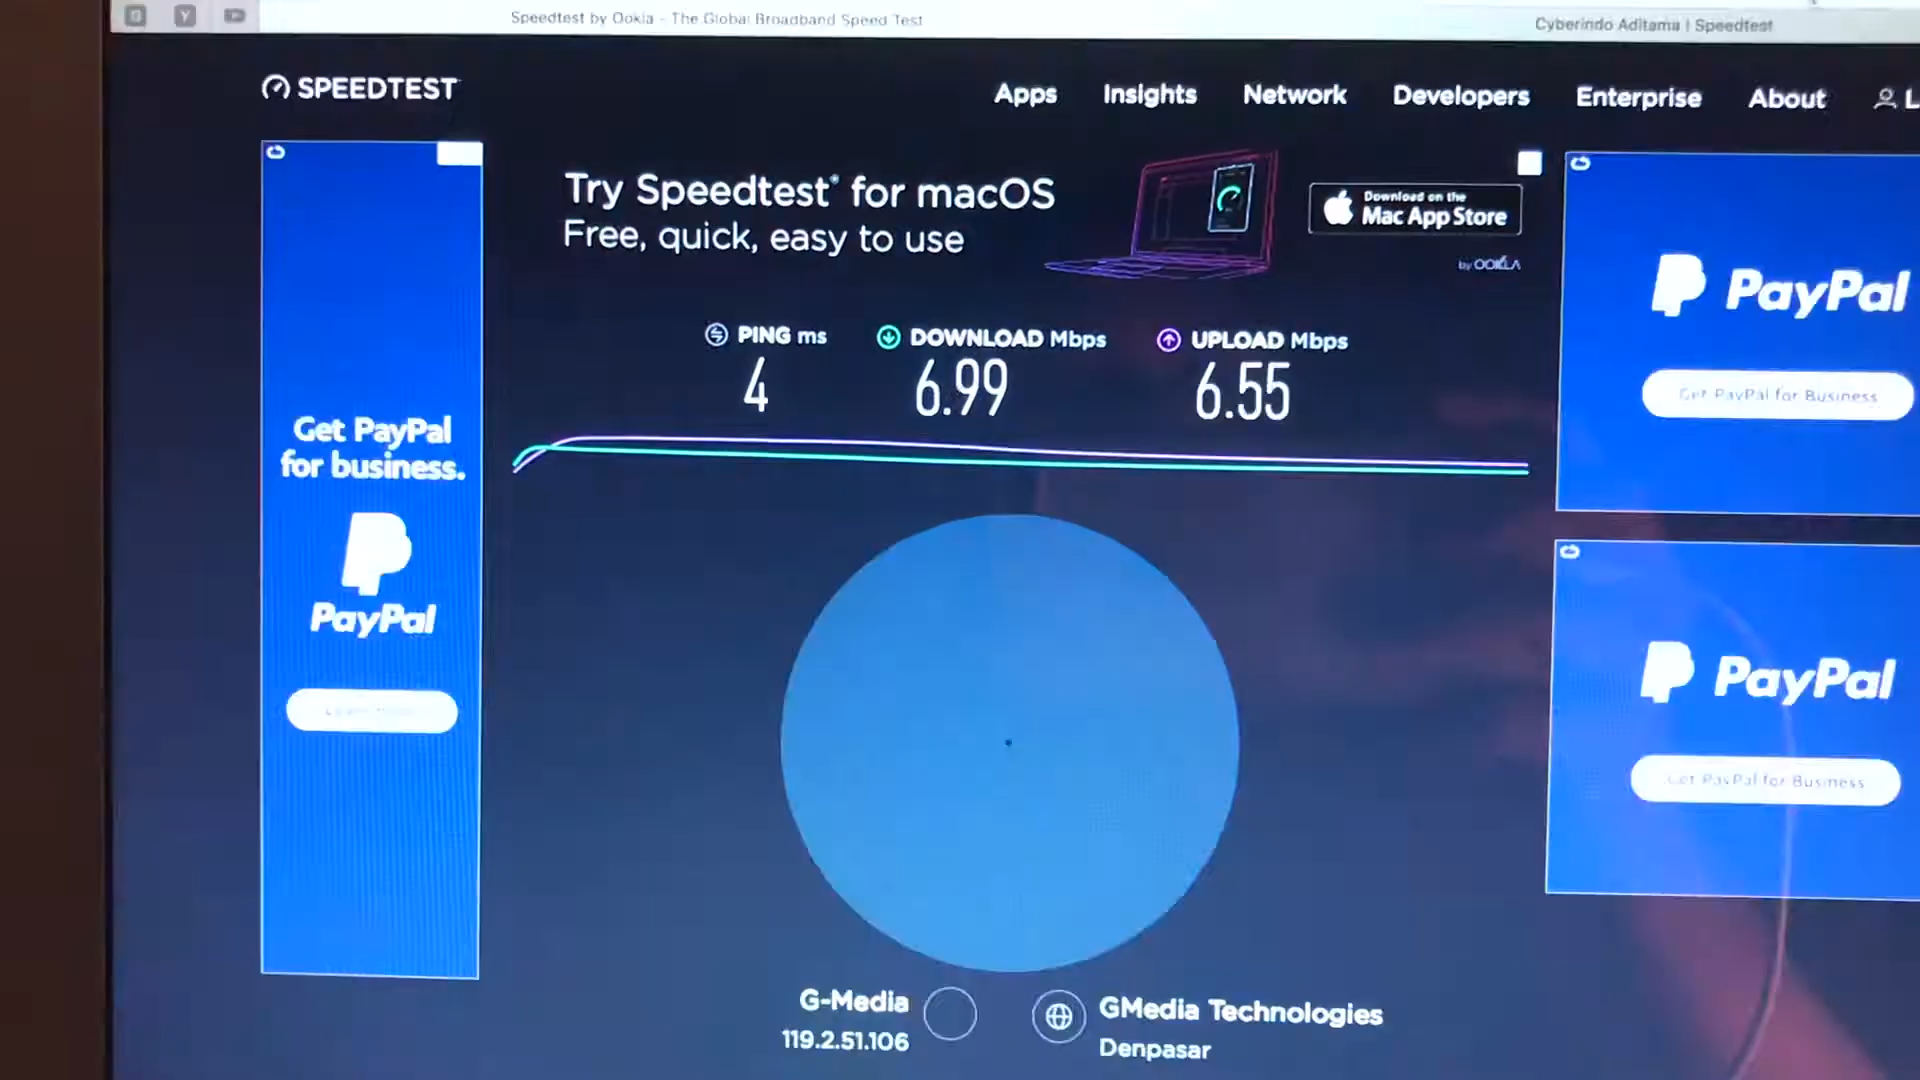 Speedtest by Ookla - The Global Broadband Speed Test
Cyberindo Aditama | Speedtest
SPEEDTEST
Apps Insights Network Developers Enterprise About L
Try Speedtest® for macOS
Free, quick, easy to use
Download on the
Mac App Store
by OOKLA
PING ms
4
DOWNLOAD Mbps
6.99
UPLOAD Mbps
6.55
Get PayPal
for business.
PayPal
PayPal
Get PayPal for Business
PayPal
Get PayPal for Business
G-Media
119.2.51.106
GMedia Technologies
Denpasar